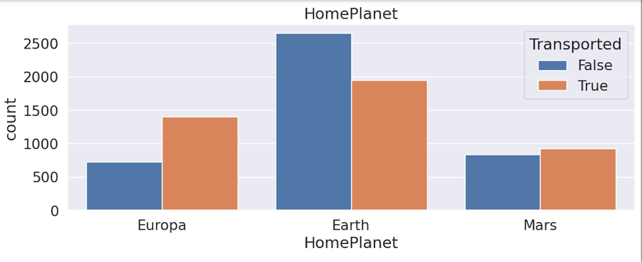 HomePlanet
Transported
False
True
2500
2000
1500
1000
500
0
count
Europa Earth Mars
HomePlanet